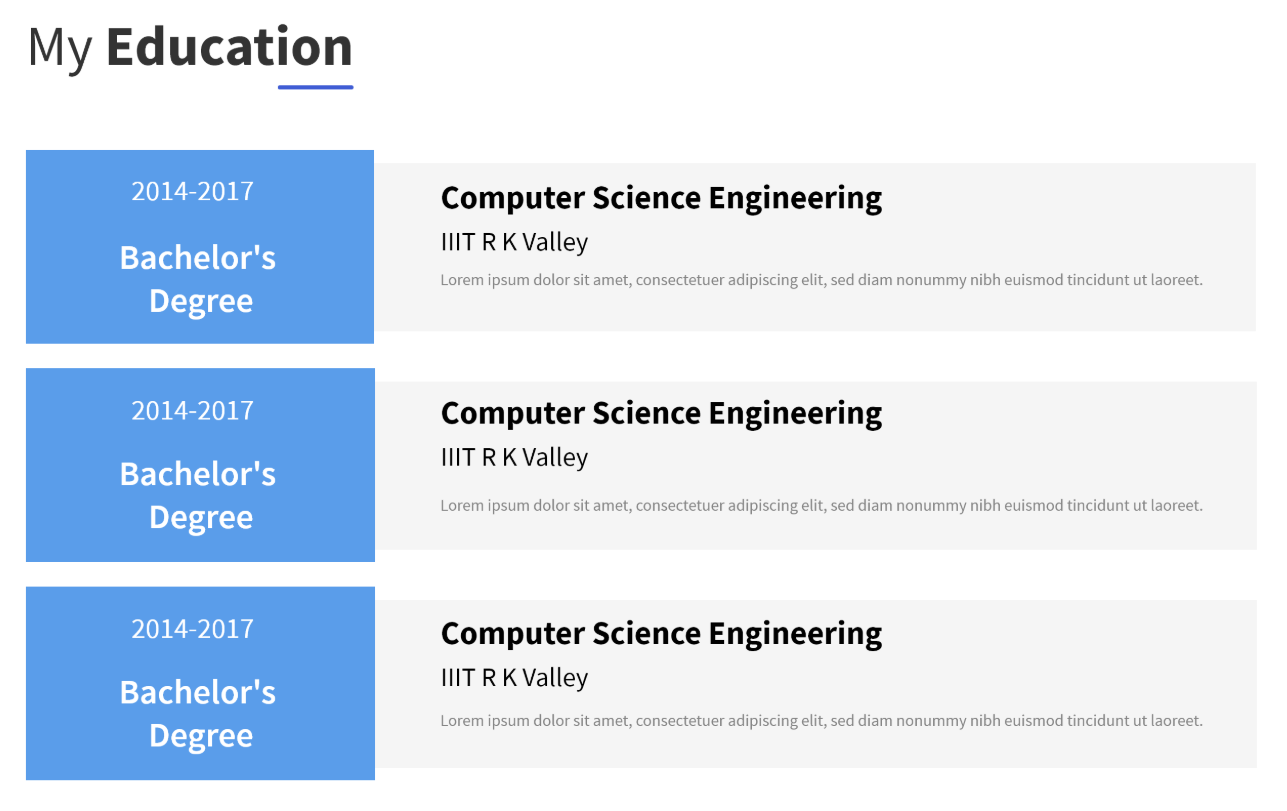 My Education
2014-2017
Bachelor's
Degree
Computer Science Engineering
IIIT R K Valley
Lorem ipsum dolor sit amet, consectetuer adipiscing elit, sed diam nonummy nibh euismod tincidunt ut laoreet.
2014-2017
Bachelor's
Degree
Computer Science Engineering
IIIT R K Valley
Lorem ipsum dolor sit amet, consectetuer adipiscing elit, sed diam nonummy nibh euismod tincidunt ut laoreet.
2014-2017
Bachelor's
Degree
Computer Science Engineering
IIIT R K Valley
Lorem ipsum dolor sit amet, consectetuer adipiscing elit, sed diam nonummy nibh euismod tincidunt ut laoreet.